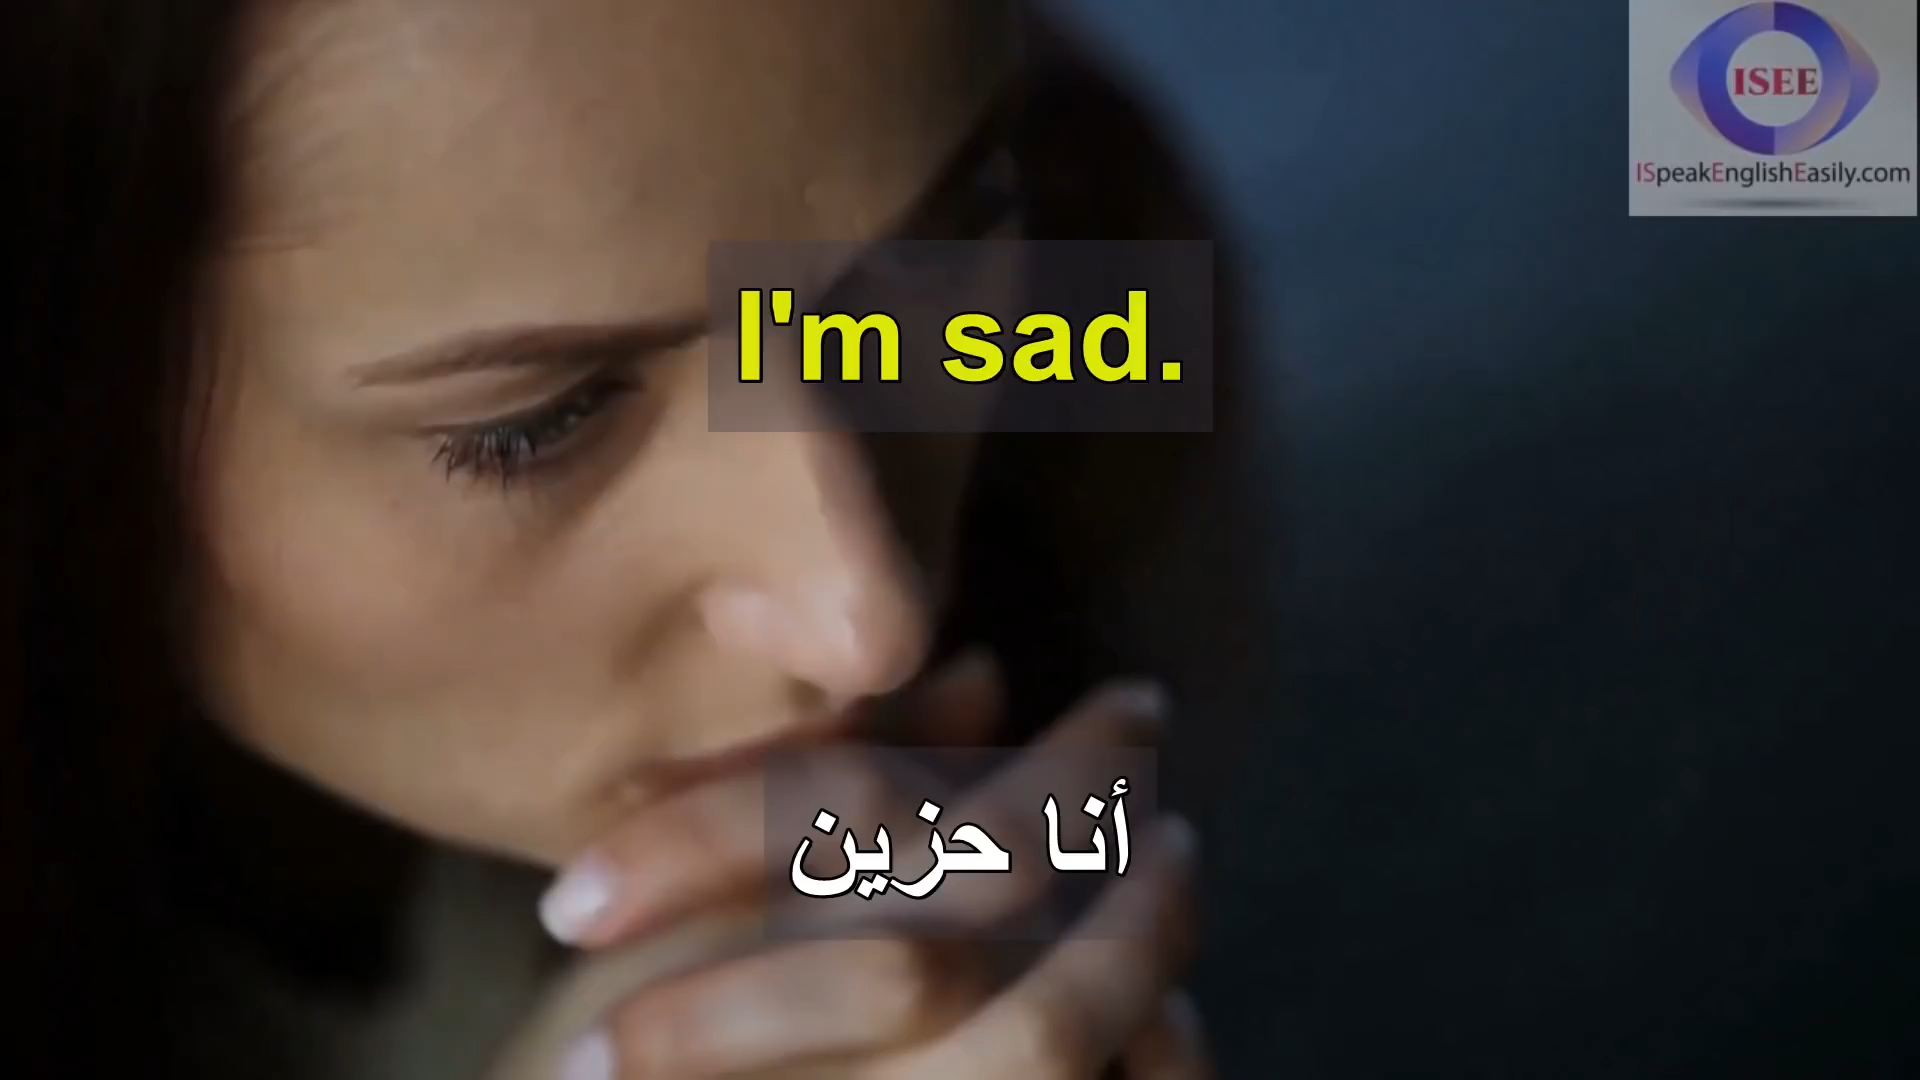 ISEE
ISpeakEnglishEasily.com
I'm sad.
أنا حزين